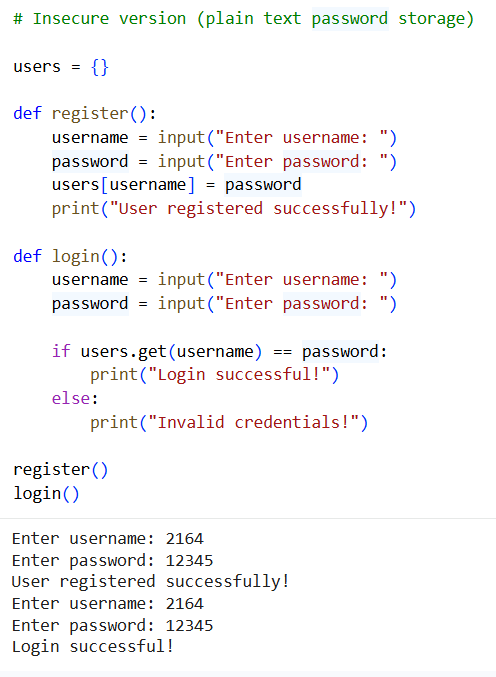 # Insecure version (plain text password storage)
users = {}
def register():
    username = input("Enter username: ")
    password = input("Enter password: ")
    users[username] = password
    print("User registered successfully!")
def login():
    username = input("Enter username: ")
    password = input("Enter password: ")
    if users.get(username) == password:
        print("Login successful!")
    else:
        print("Invalid credentials!")
register()
login()
Enter username: 2164
Enter password: 12345
User registered successfully!
Enter username: 2164
Enter password: 12345
Login successful!